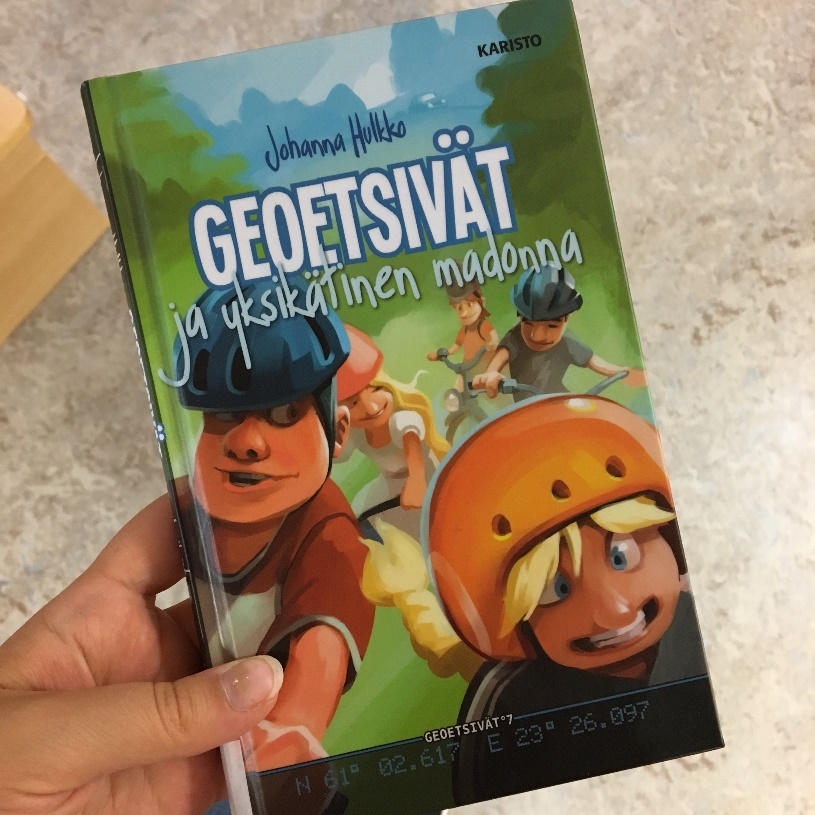 KARISTO
Johanna Hulkko
GEOETSIVÄT
ja yksikätinen madonna
GEOETSIVÄT°7
N 61° 02.617 E 23° 26.097